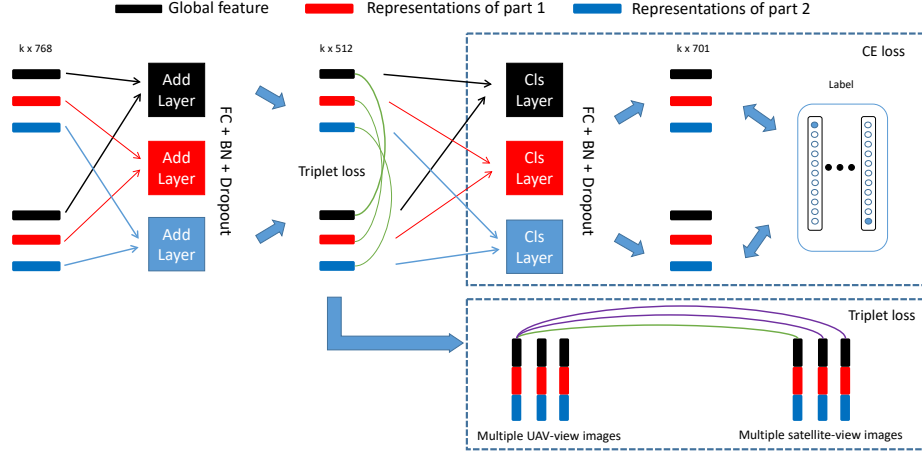 Global feature
Representations of part 1
Representations of part 2
k x 768
k x 512
k x 701
CE loss
Add
Layer
Add
Layer
Add
Layer
FC + BN + Dropout
Triplet loss
Cls
Layer
Cls
Layer
Cls
Layer
FC + BN + Dropout
Label
Triplet loss
Multiple UAV-view images
Multiple satellite-view images